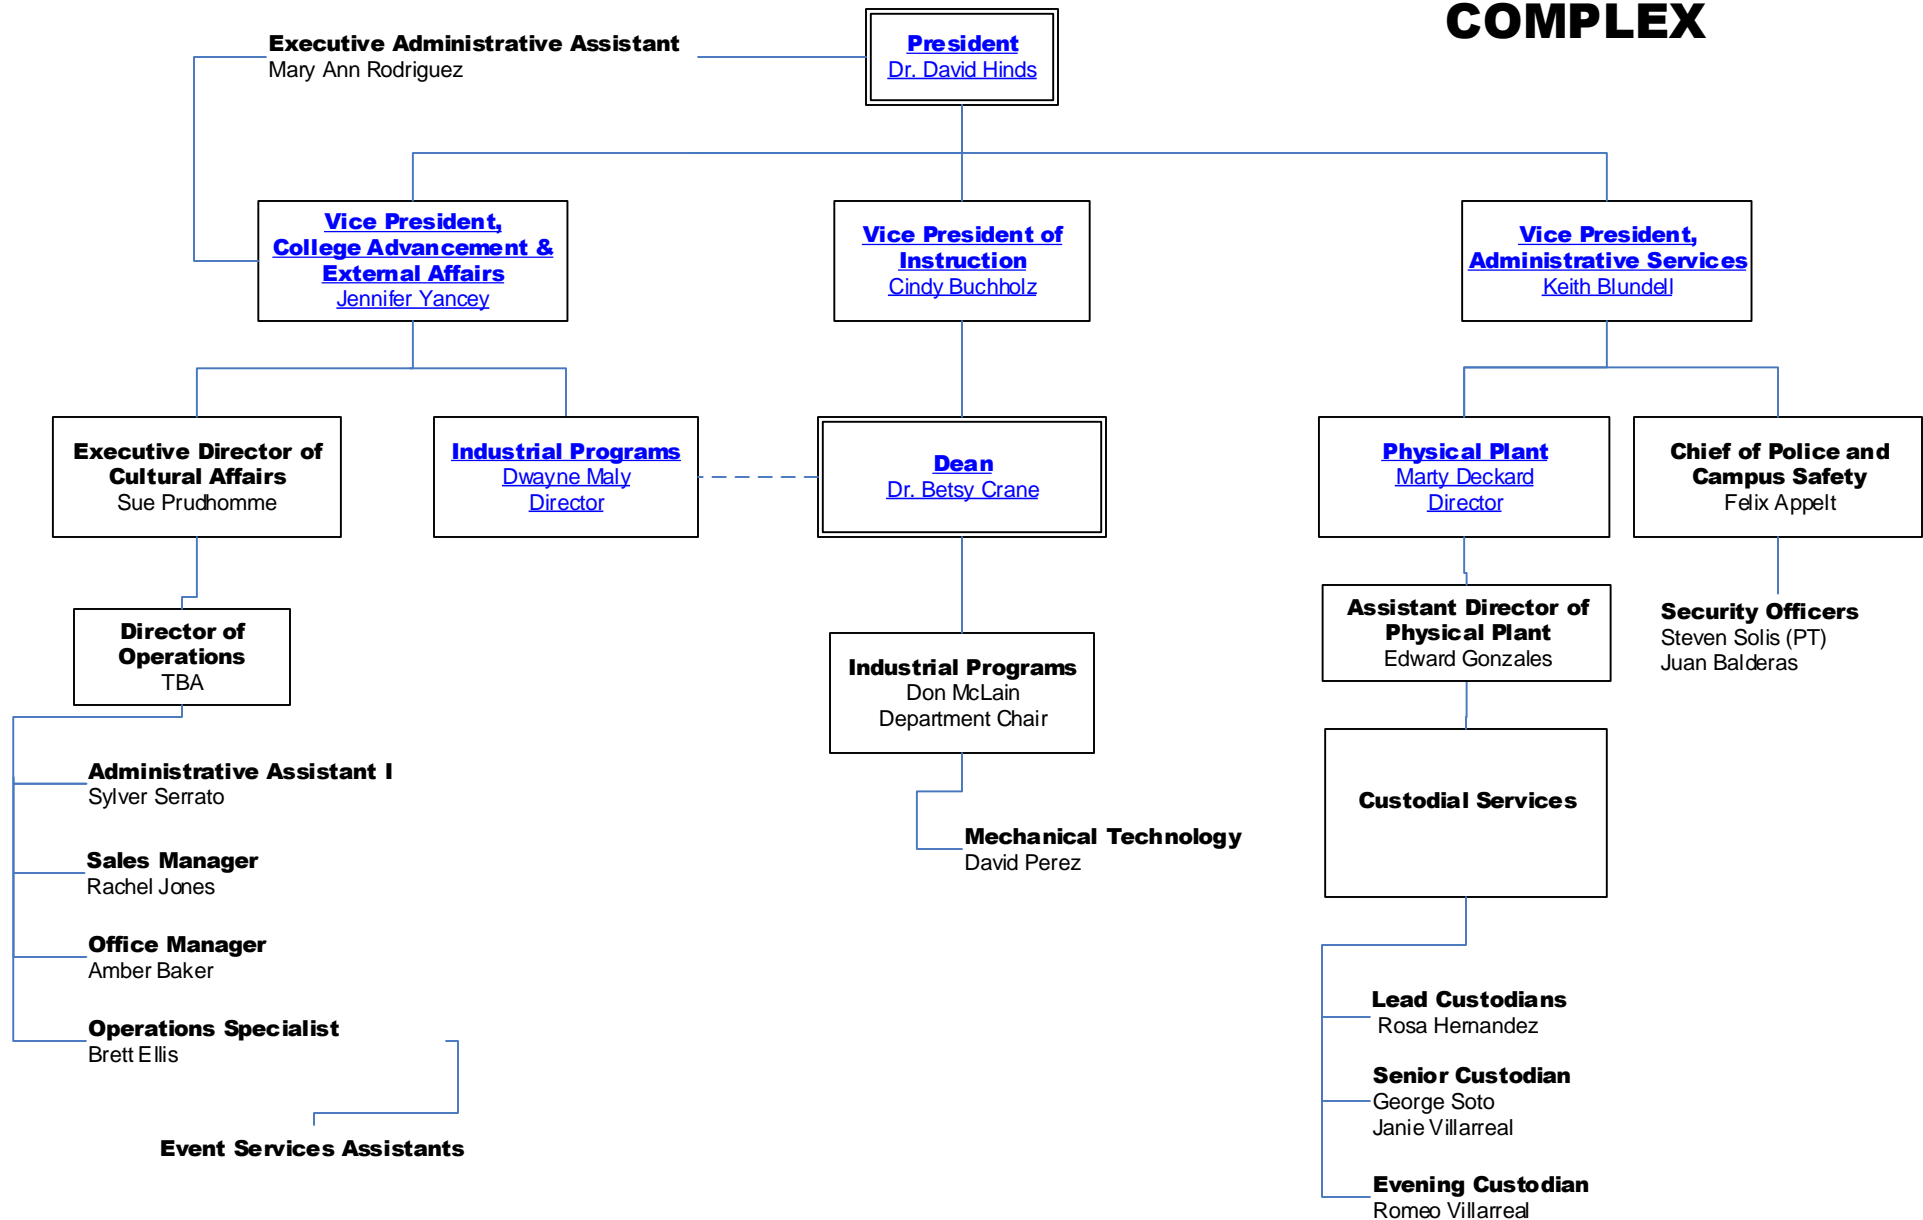 COMPLEX
Executive Administrative Assistant
Mary Ann Rodriguez
President
Dr. David Hinds
Vice President,
College Advancement &
External Affairs
Jennifer Yancey
Vice President of
Instruction
Cindy Buchholz
Vice President,
Administrative Services
Keith Blundell
Executive Director of
Cultural Affairs
Sue Prudhomme
Industrial Programs
Dwayne Maly
Director
Dean
Dr. Betsy Crane
Physical Plant
Marty Deckard
Director
Chief of Police and
Campus Safety
Felix Appelt
Director of
Operations
TBA
Industrial Programs
Don McLain
Department Chair
Assistant Director of
Physical Plant
Edward Gonzales
Security Officers
Steven Solis (PT)
Juan Balderas
Administrative Assistant I
Sylver Serrato
Sales Manager
Rachel Jones
Office Manager
Amber Baker
Operations Specialist
Brett Ellis
Event Services Assistants
Mechanical Technology
David Perez
Custodial Services
Lead Custodians
Rosa Hernandez
Senior Custodian
George Soto
Janie Villarreal
Evening Custodian
Romeo Villarreal